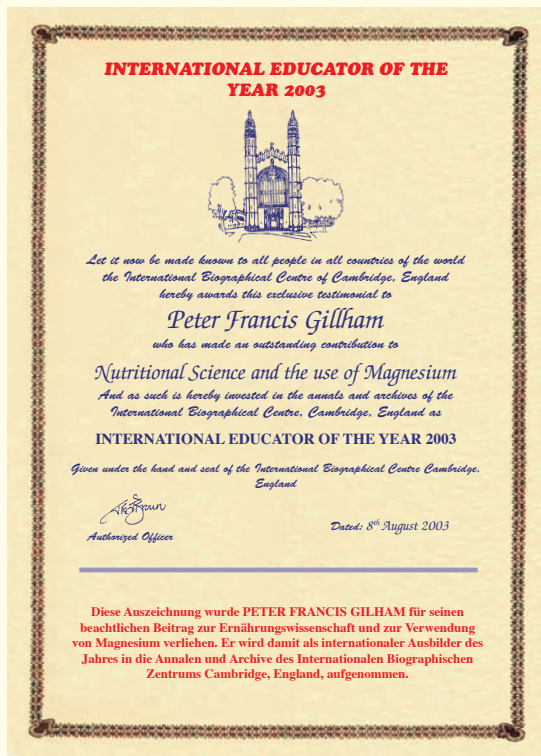 INTERNATIONAL EDUCATOR OF THE
YEAR 2003
Let it now be made known to all people in all countries of the world
the International Biographical Centre of Cambridge, England
hereby awards this exclusive testimonial to
Peter Francis Gillham
who has made an outstanding contribution to
Nutritional Science and the use of Magnesium
And as such is hereby invested in the annals and archives of the
International Biographical Centre, Cambridge, England as
INTERNATIONAL EDUCATOR OF THE YEAR 2003
Given under the hand and seal of the International Biographical Centre Cambridge,
England
Authorized Officer
Dated: 8th August 2003
Diese Auszeichnung wurde PETER FRANCIS GILHAM für seinen
beachtlichen Beitrag zur Ernährungswissenschaft und zur Verwendung
von Magnesium verliehen. Er wird damit als internationaler Ausbilder des
Jahres in die Annalen und Archive des Internationalen Biographischen
Zentrums Cambridge, England, aufgenommen.